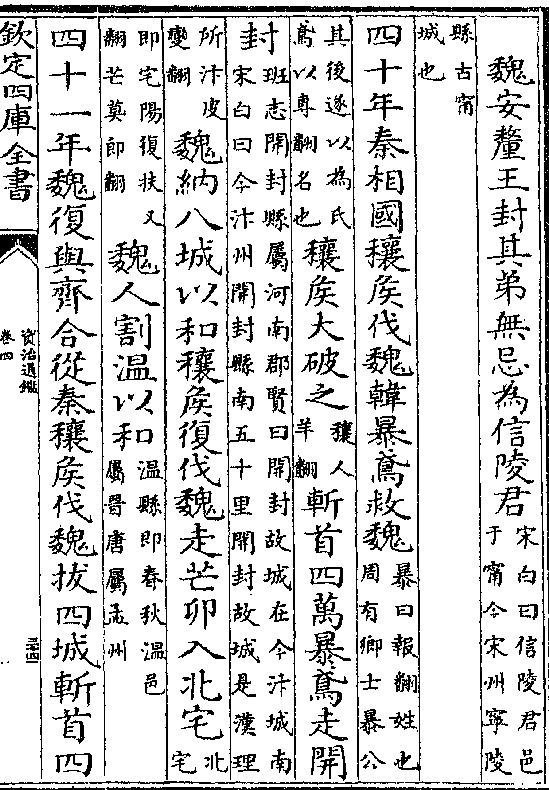 魏安釐王封其弟無忌為信陵君
宋白曰信陵君邑
于甯今宋州寧陵
縣古甯
城也
四十年秦相國穰矦伐魏韓暴鳶救魏
暴曰報翻姓也
周有卿士暴公
其後遂以為氏
鳶以專翻名也
穰矦大破之
穰人
羊翻
斬首四萬暴鳶走開
封
班志開封縣屬河南郡賢曰開封故城在今汴城南
宋白曰今汴州開封縣南五十里開封故城是漢理
所汴皮
變翻
魏納八城以和穰矦復伐魏走芒卯入北宅
北
宅
即宅陽復扶又
翻芒莫郎翻
魏人割温以和
温縣即春秋温邑
屬晉唐屬孟州
四十一年魏復與齊合從秦穰矦伐魏拔四城斬首四
欽定四庫全書
資治通鑑
卷四
三十四